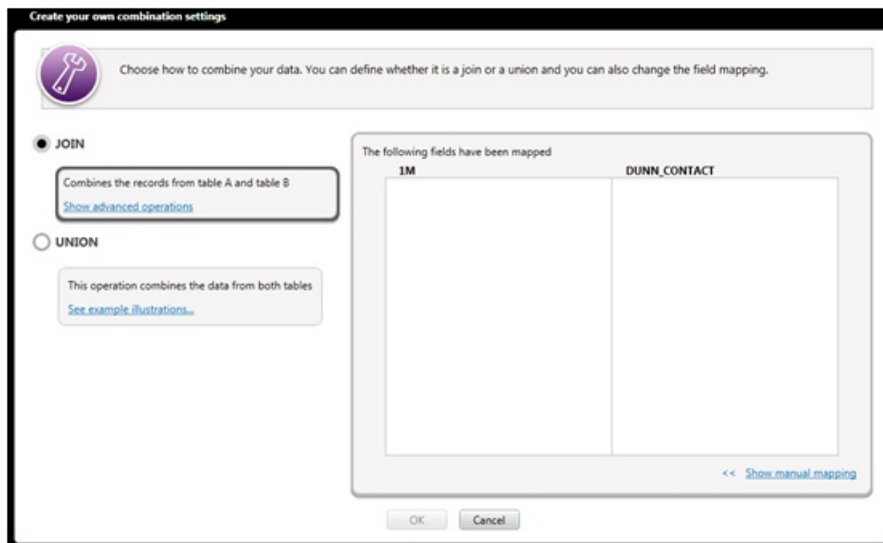 Create your own combination settings
Choose how to combine your data. You can define whether it is a join or a union and you can also change the field mapping.
JOIN
Combines the records from table A and table B
Show advanced operations
UNION
This operation combines the data from both tables
See example illustrations...
The following fields have been mapped
1M DUNN_CONTACT
<< Show manual mapping
OK Cancel